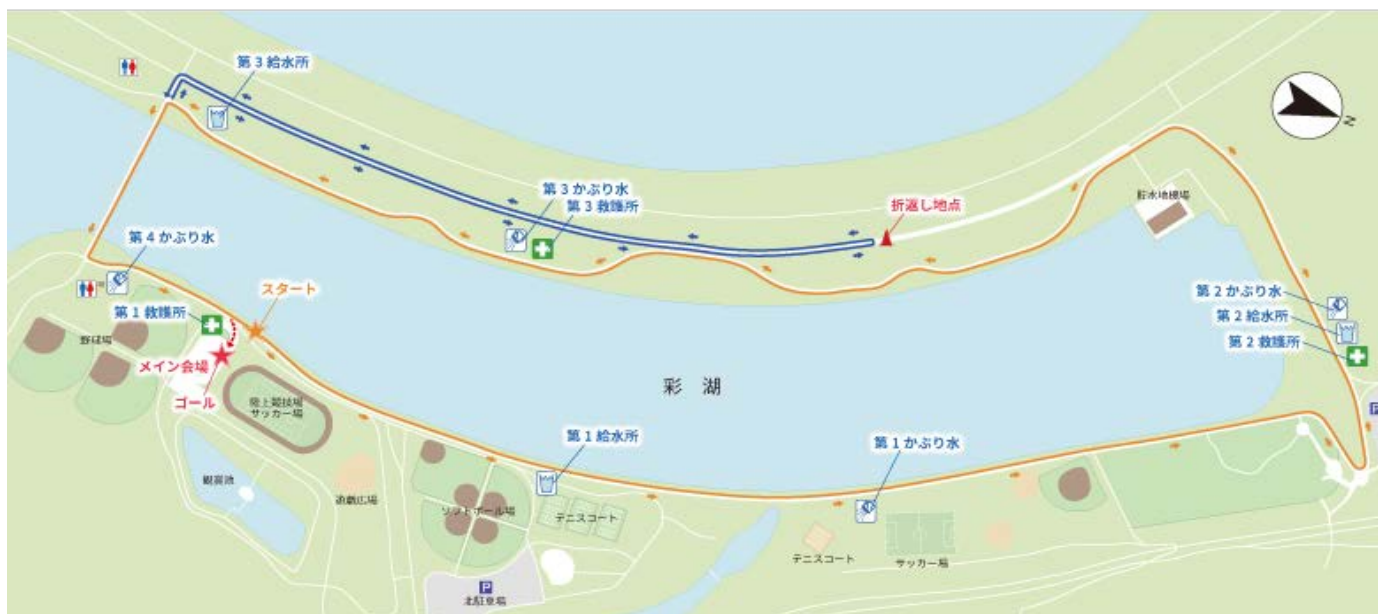 第3給水所
N
第3かぶり水
第3救護所
折返し地点
貯水地機場
第4かぶり水
スタート
第2かぶり水
第2給水所
第2救護所
第1救護所
野球場
メイン会場
ゴール
陸上競技場
サッカー場
彩 湖
第1給水所
第1かぶり水
P
観賞池
遊戯広場
ソフトボール場
テニスコート
テニスコート
サッカー場
P
北駐車場